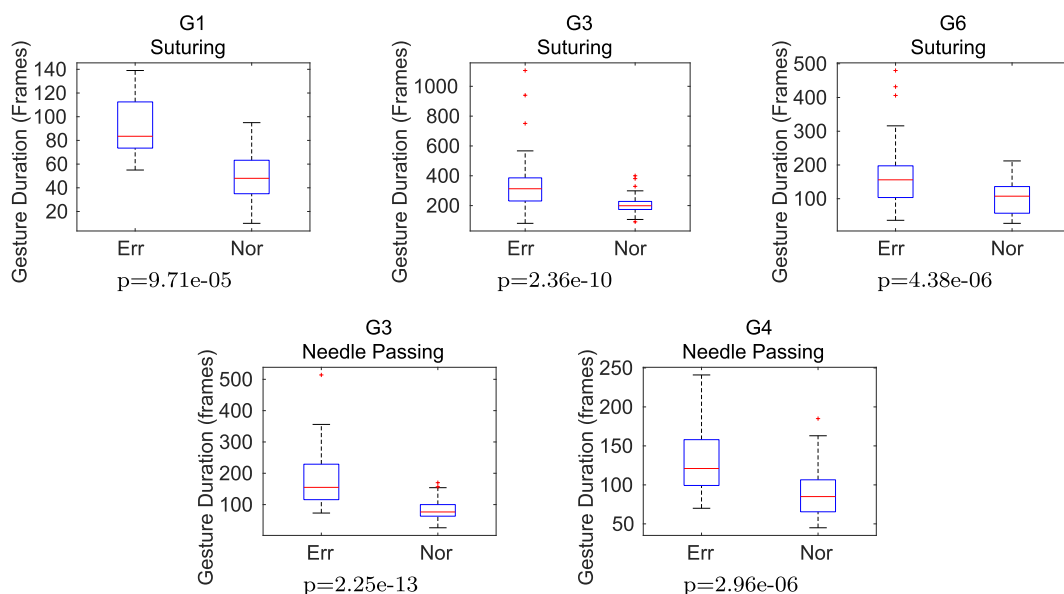 G1
Suturing
Gesture Duration (Frames)
140
120
100
80
60
40
20
Err
Nor
p=9.71e-05
G3
Suturing
Gesture Duration (Frames)
1000
800
600
400
200
Err
Nor
p=2.36e-10
G6
Suturing
Gesture Duration (Frames)
500
400
300
200
100
Err
Nor
p=4.38e-06
G3
Needle Passing
Gesture Duration (frames)
500
400
300
200
100
Err
Nor
p=2.25e-13
G4
Needle Passing
Gesture Duration (frames)
250
200
150
100
50
Err
Nor
p=2.96e-06